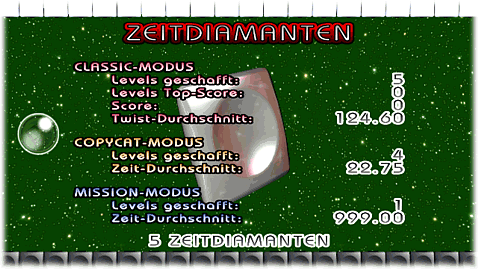 ZEITDIAMANTEN
CLASSIC-MODUS
Levels geschafft: 5
Levels Top-Score: 0
Score: 0
Twist-Durchschnitt: 124.60
COPYCAT-MODUS
Levels geschafft: 4
Zeit-Durchschnitt: 22.75
MISSION-MODUS
Levels geschafft: 1
Zeit-Durchschnitt: 999.00
5 ZEITDIAMANTEN